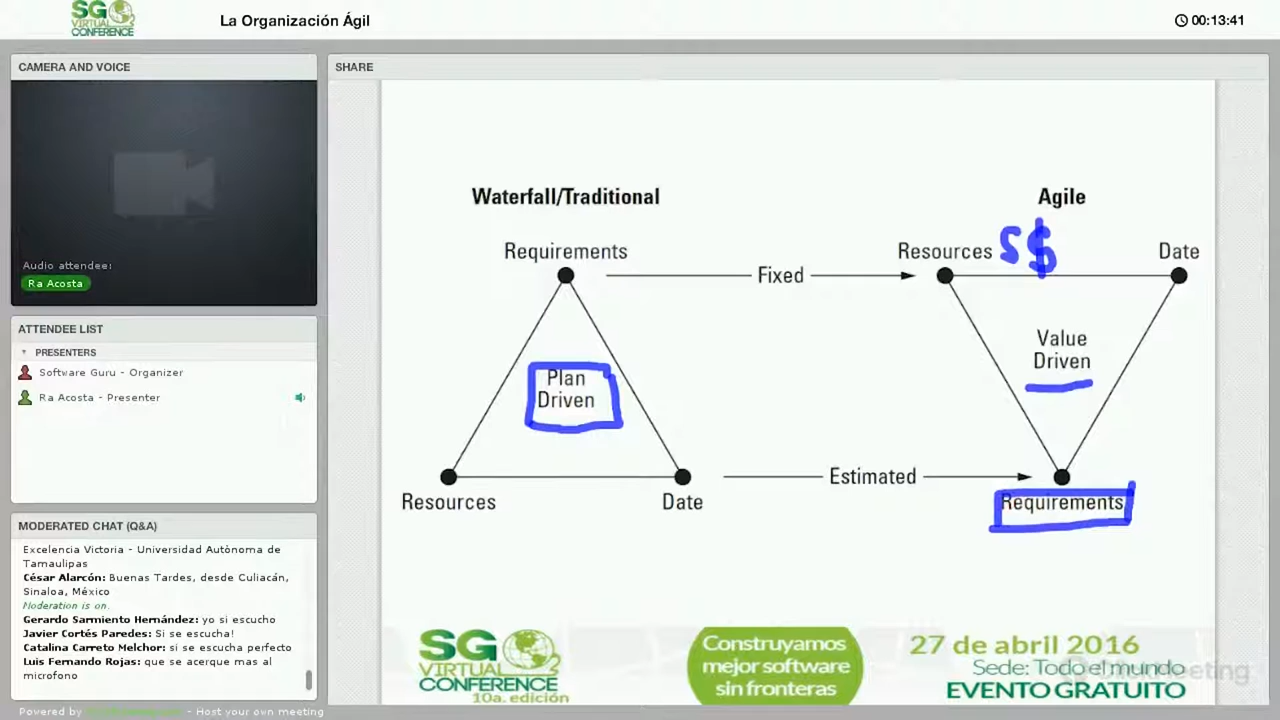 SG
VIRTUAL
CONFERENCE
La Organización Ágil
00:13:41
CAMERA AND VOICE
Audio attendee:
Ra Acosta
ATTENDEE LIST
PRESENTERS
Software Guru - Organizer
Ra Acosta - Presenter
MODERATED CHAT (Q&A)
Excelencia Victoria - Universidad Autònoma de
Tamaulipas
César Alarcón: Buenas Tardes, desde Culiacán,
Sinaloa, México
Moderation is on.
Gerardo Sarmiento Hernández: yo si escucho
Javier Cortés Paredes: Si se escucha!
Catalina Carreto Melchor: si se escucha perfecto
Luis Fernando Rojas: que se acerque mas al
microfono
Powered by
- Host your own meeting
SHARE
Waterfall/Traditional
Agile
Requirements
Fixed
Resources
S$
Date
Plan
Driven
Value
Driven
Resources
Date
Estimated
Requirements
SG
VIRTUAL
CONFERENCE
10a. edición
Construyamos
mejor software
sin fronteras
27 de abril 2016
Sede: Todo el mundo
EVENTO GRATUITO
ClickMeeting